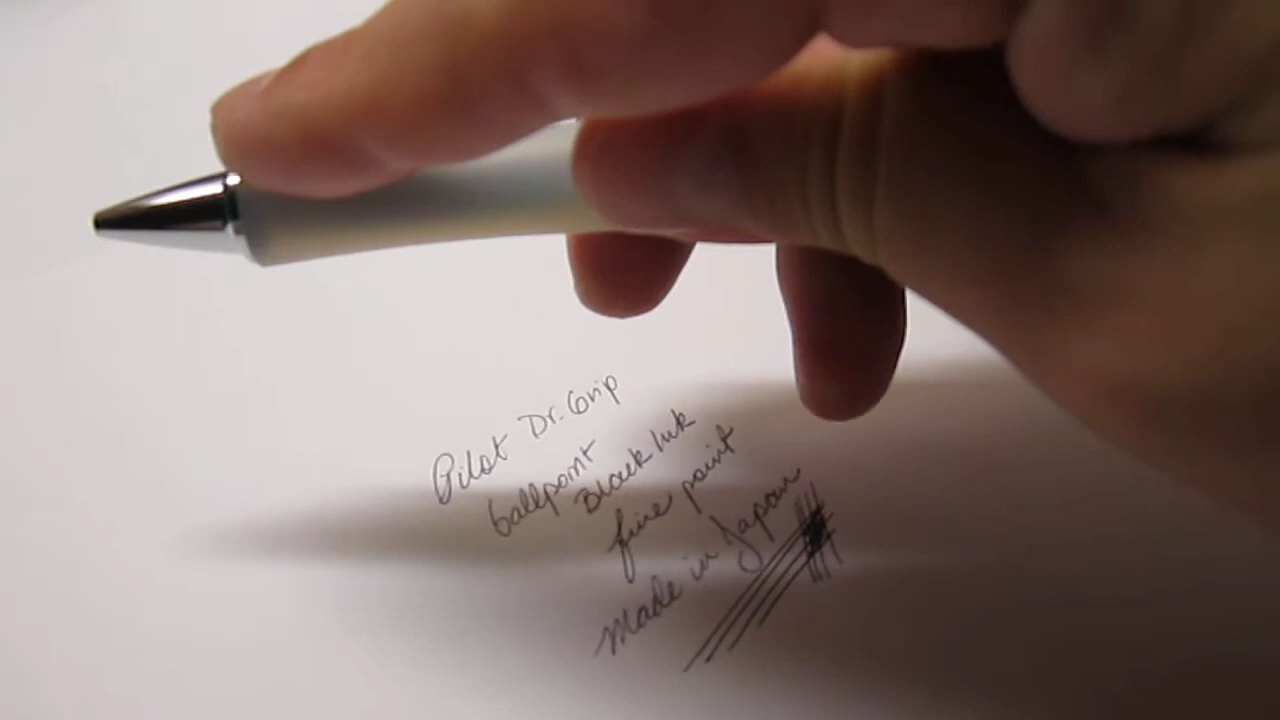 Pilot Dr. Grip
ballpoint
Black Ink
fine point
Made in Japan